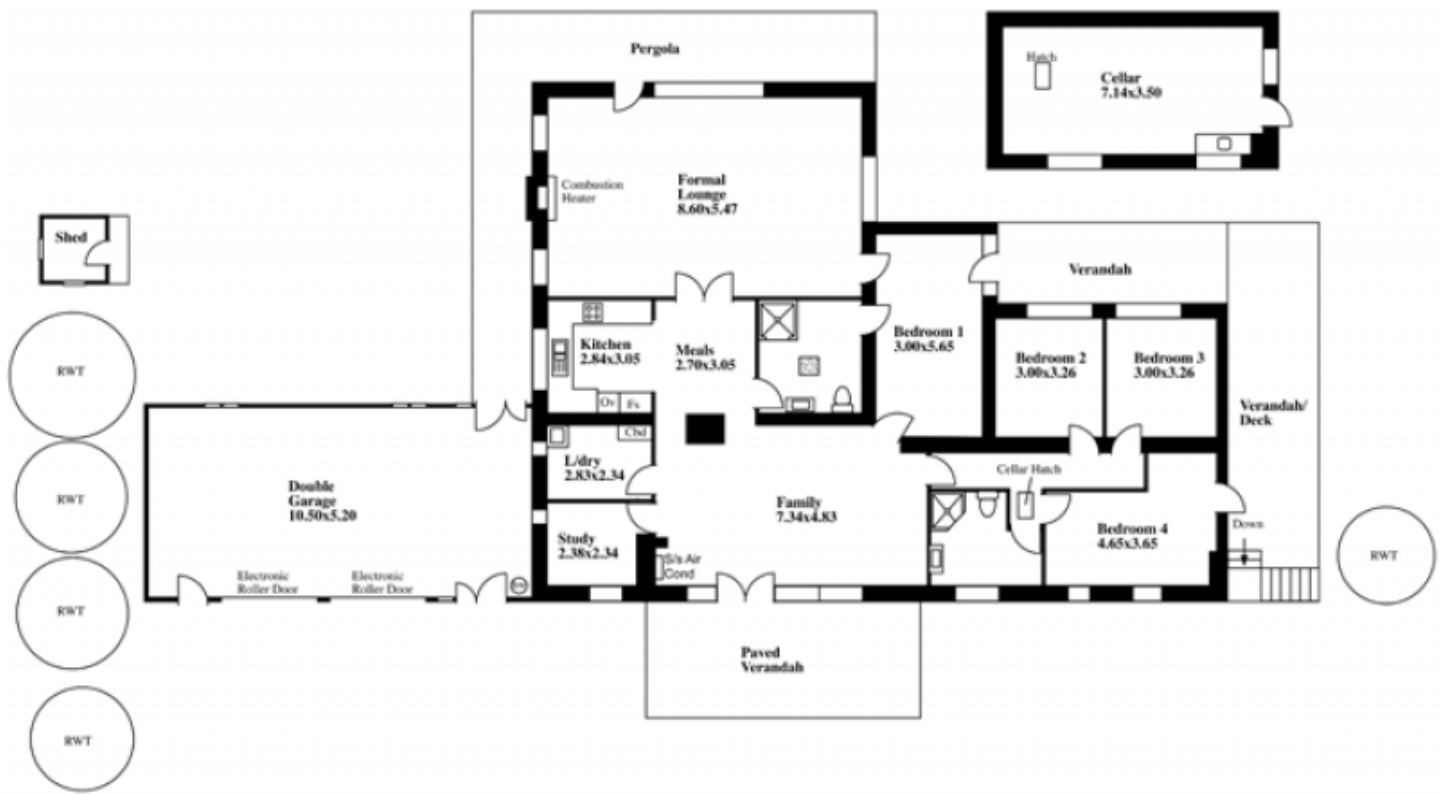 Pergola
Hatch
Cellar
7.14x3.50
Combustion
Heater
Formal
Lounge
8.60x5.47
Shed
Verandah
RWT
Kitchen
2.84x3.05
Meals
2.70x3.05
Bedroom 1
3.00x5.65
Bedroom 2
3.00x3.26
Bedroom 3
3.00x3.26
Ov
Verandah/
Deck
Cbd
L/dry
2.83x2.34
Cellar Hatch
RWT
Double
Garage
10.50x5.20
Family
7.34x4.83
Bedroom 4
4.65x3.65
Down
Study
2.38x2.34
S/s Air
Cond
RWT
Electronic
Roller Door
Electronic
Roller Door
RWT
Paved
Verandah
RWT